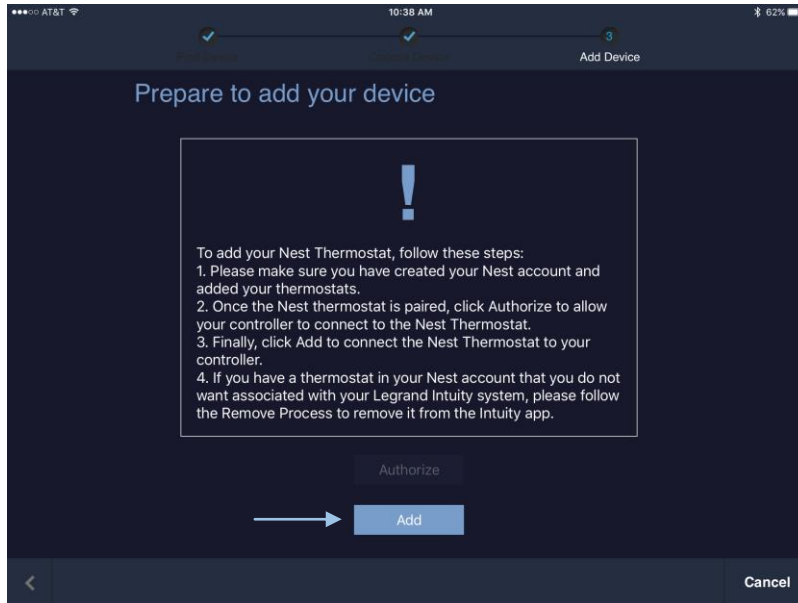 AT&T
10:38 AM
62%
3
Add Device
Prepare to add your device
!
To add your Nest Thermostat, follow these steps:
1. Please make sure you have created your Nest account and
added your thermostats.
2. Once the Nest thermostat is paired, click Authorize to allow
your controller to connect to the Nest Thermostat.
3. Finally, click Add to connect the Nest Thermostat to your
controller.
4. If you have a thermostat in your Nest account that you do not
want associated with your Legrand Intuity system, please follow
the Remove Process to remove it from the Intuity app.
Authorize
Add
Cancel